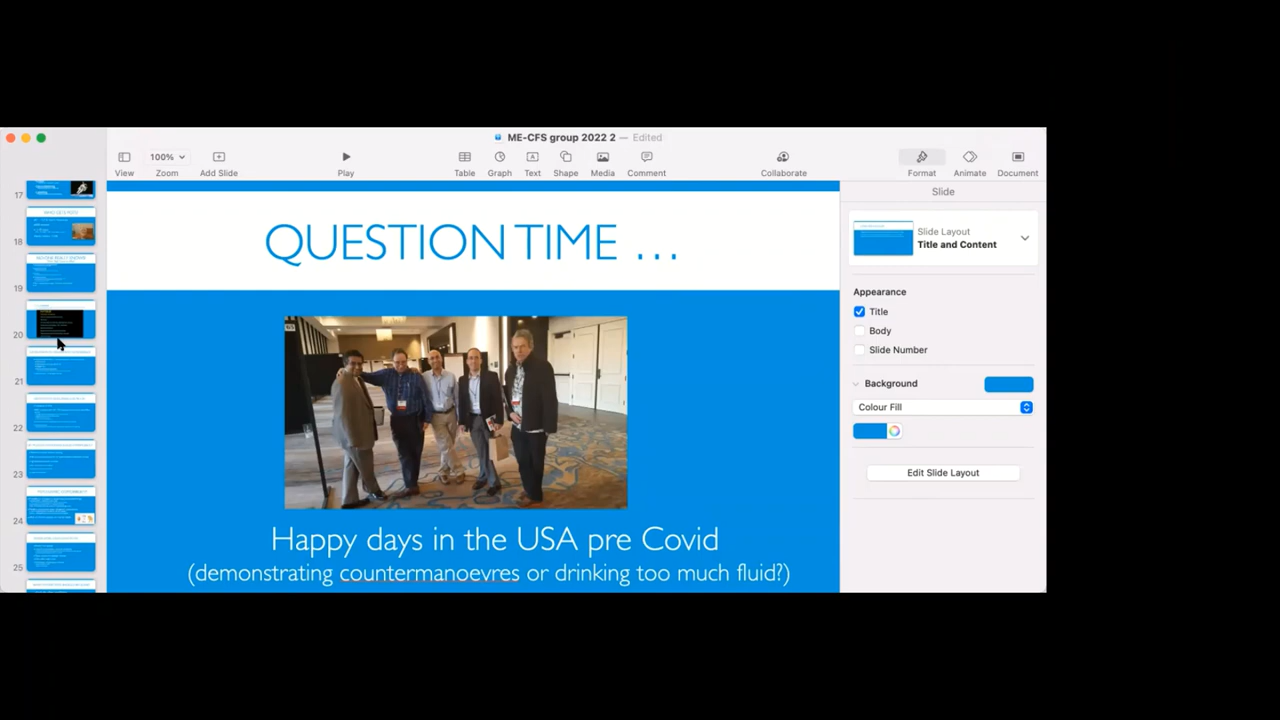 ME-CFS group 2022 2 — Edited
100%
View Zoom Add Slide
Play
Table Graph Text Shape Media Comment
Collaborate
Format Animate Document
17
18
19
20
21
22
23
24
25
QUESTION TIME ...
Happy days in the USA pre Covid
(demonstrating countermanoevres or drinking too much fluid?)
Slide
Slide Layout
Title and Content
Appearance
Title
Body
Slide Number
Background
Colour Fill
Edit Slide Layout